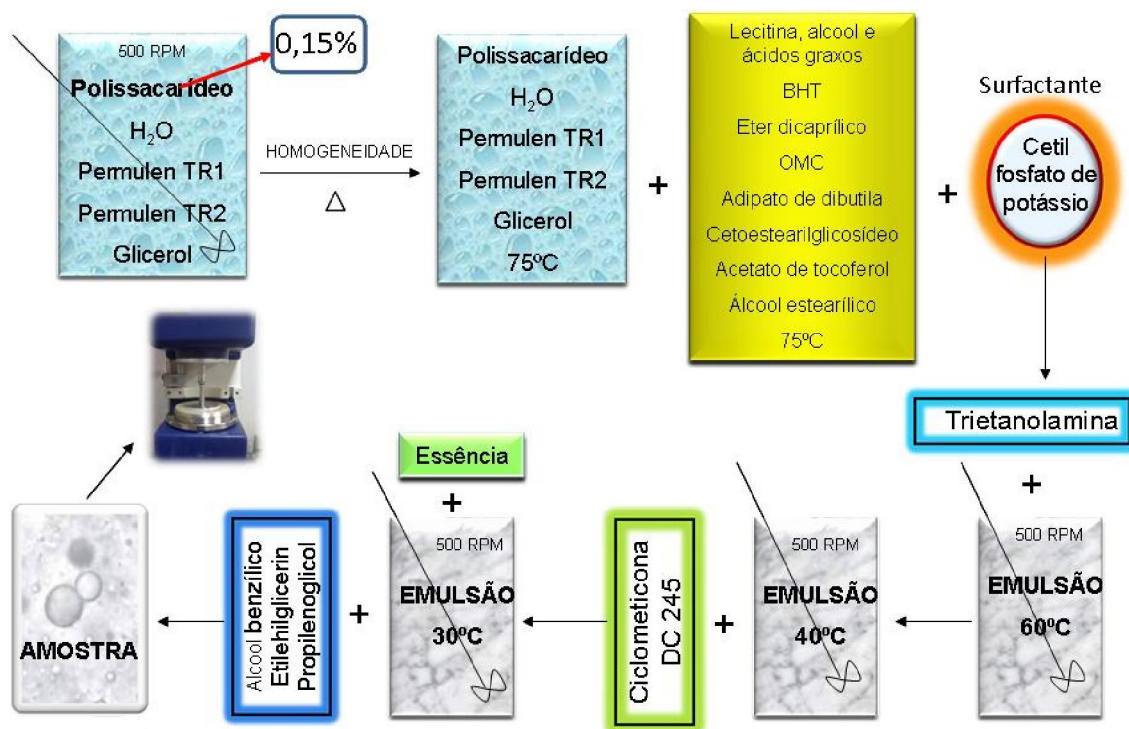 500 RPM
0,15%
Polissacarídeo
H₂O
Permulen TR1
Permulen TR2
Glicerol
HOMOGENEIDADE
△
Polissacarídeo
H₂O
Permulen TR1
Permulen TR2
Glicerol
75ºC
+
Lecitina, alcool e
ácidos graxos
BHT
Eter dicaprílico
OMC
Adipato de dibutila
Cetoestearilglicosídeo
Acetato de tocoferol
Álcool estearílico
75ºC
+
Surfactante
Cetil
fosfato de
potássio
Trietanolamina
+
500 RPM
EMULSÃO
60ºC
500 RPM
EMULSÃO
40ºC
+
Ciclometicona
DC 245
Essência
+
500 RPM
EMULSÃO
30ºC
+
Alcool benzílico
Etilehilglicerin
Propilenoglicol
AMOSTRA